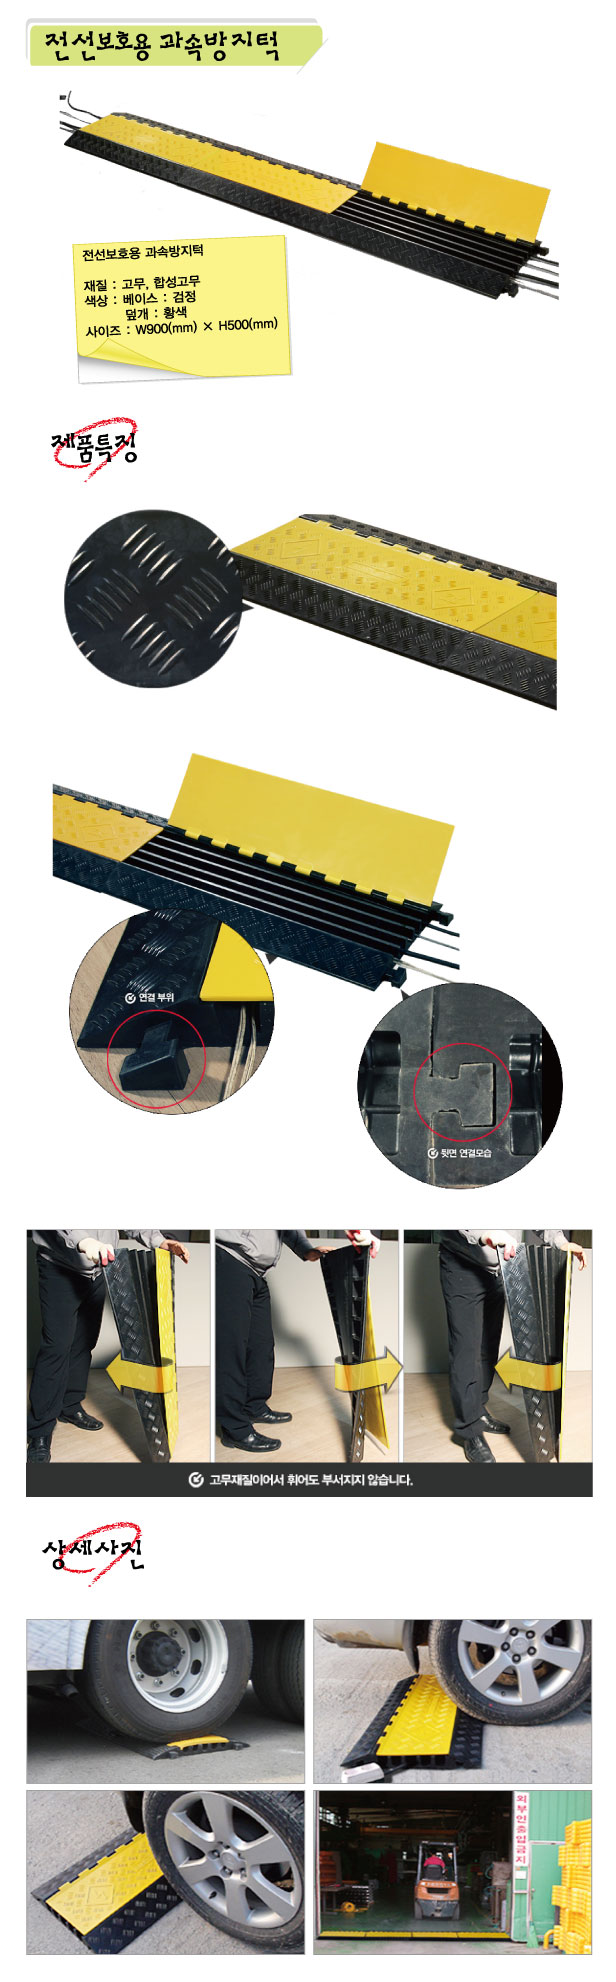 전선보호용 과속방지턱
전선보호용 과속방지턱
재질 : 고무, 합성고무
색상 : 베이스 : 검정
덮개 : 황색
사이즈 : W900(mm) × H500(mm)
제품특징
연결 부위
뒷면 연결모습
고무재질이어서 휘어도 부서지지 않습니다.
상세사진
외부인출입금지